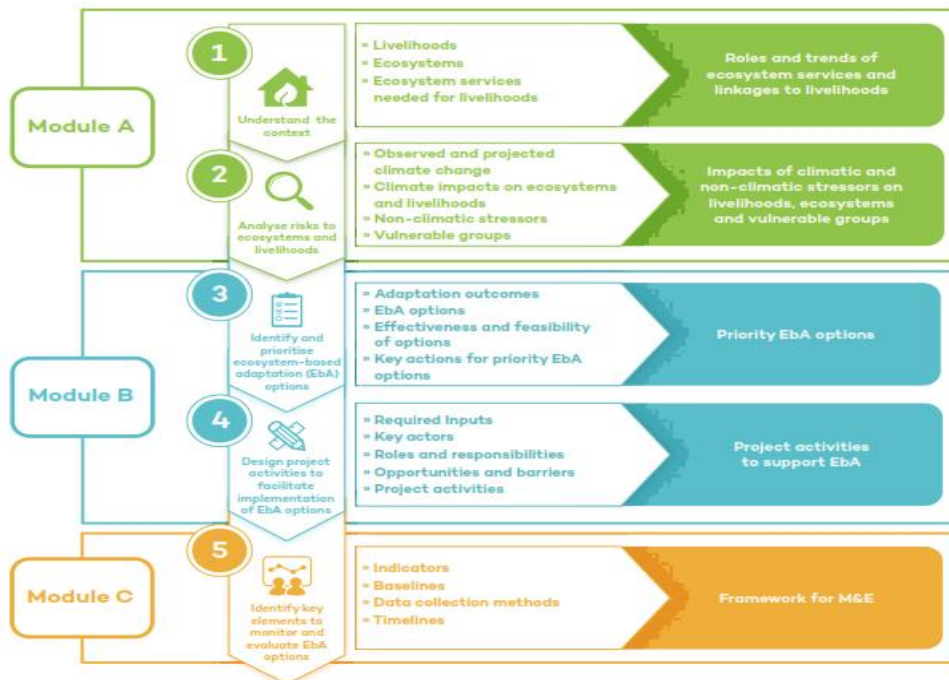 Module A
1
Understand the
context
» Livelihoods
» Ecosystems
» Ecosystem services
needed for livelihoods
Roles and trends of
ecosystem services and
linkages to livelihoods
2
Analyse risks to
ecosystems and
livelihoods
» Observed and projected
climate change
» Climate impacts on ecosystems
and livelihoods
» Non-climatic stressors
» Vulnerable groups
Impacts of climatic and
non-climatic stressors on
livelihoods, ecosystems
and vulnerable groups
Module B
3
Identify and
prioritise
ecosystem-based
adaptation (EbA)
options
» Adaptation outcomes
» EbA options
» Effectiveness and feasibility
of options
» Key actions for priority EbA
options
Priority EbA options
4
Design project
activities to
facilitate
implementation
of EbA options
» Required Inputs
» Key actors
» Roles and responsibilities
» Opportunities and barriers
» Project activities
Project activities
to support EbA
Module C
5
Identify key
elements to
monitor and
evaluate EbA
options
» Indicators
» Baselines
» Data collection methods
» Timelines
Framework for M&E